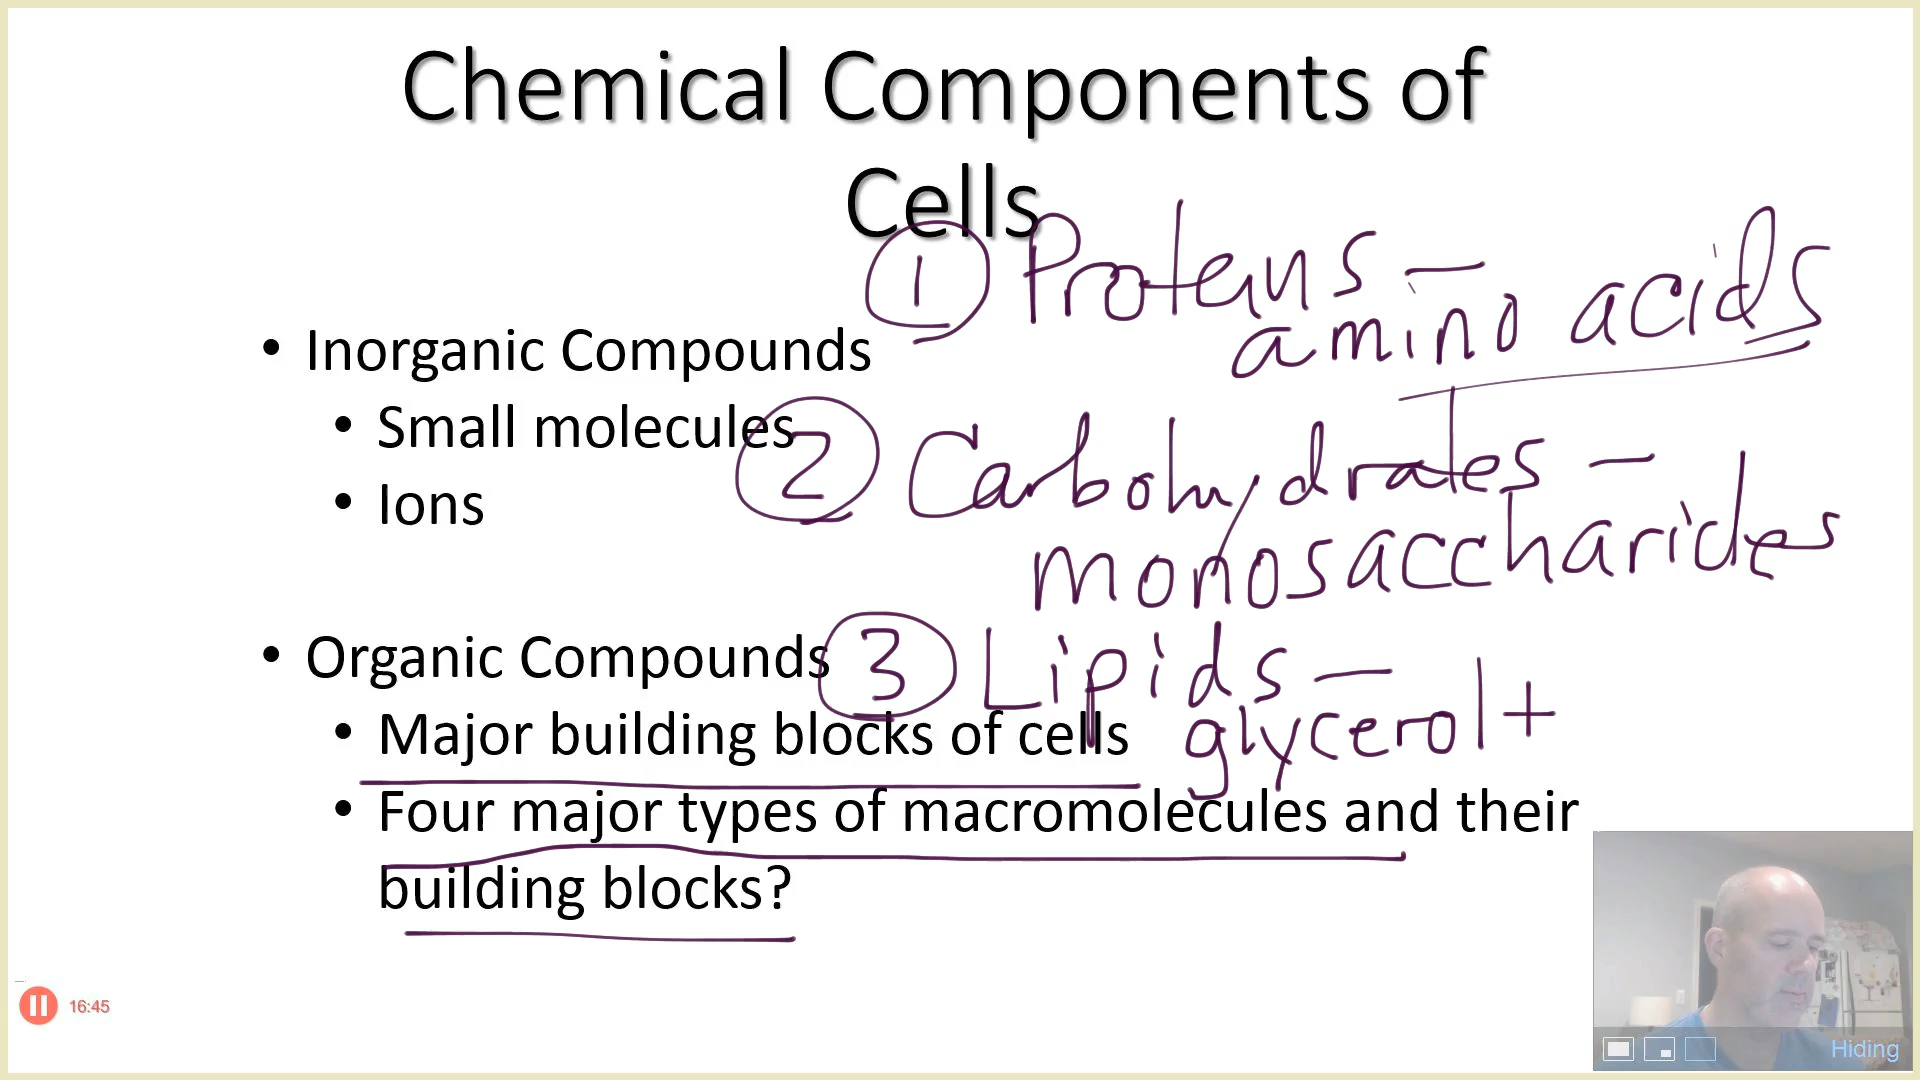 Chemical Components of
Cells
① Proteins –
amino acids
• Inorganic Compounds
• Small molecules
• Ions
② Carbohydrates –
monosaccharides
• Organic Compounds
③ Lipids –
glycerol +
• Major building blocks of cells
• Four major types of macromolecules and their
building blocks?
16:45
Hiding